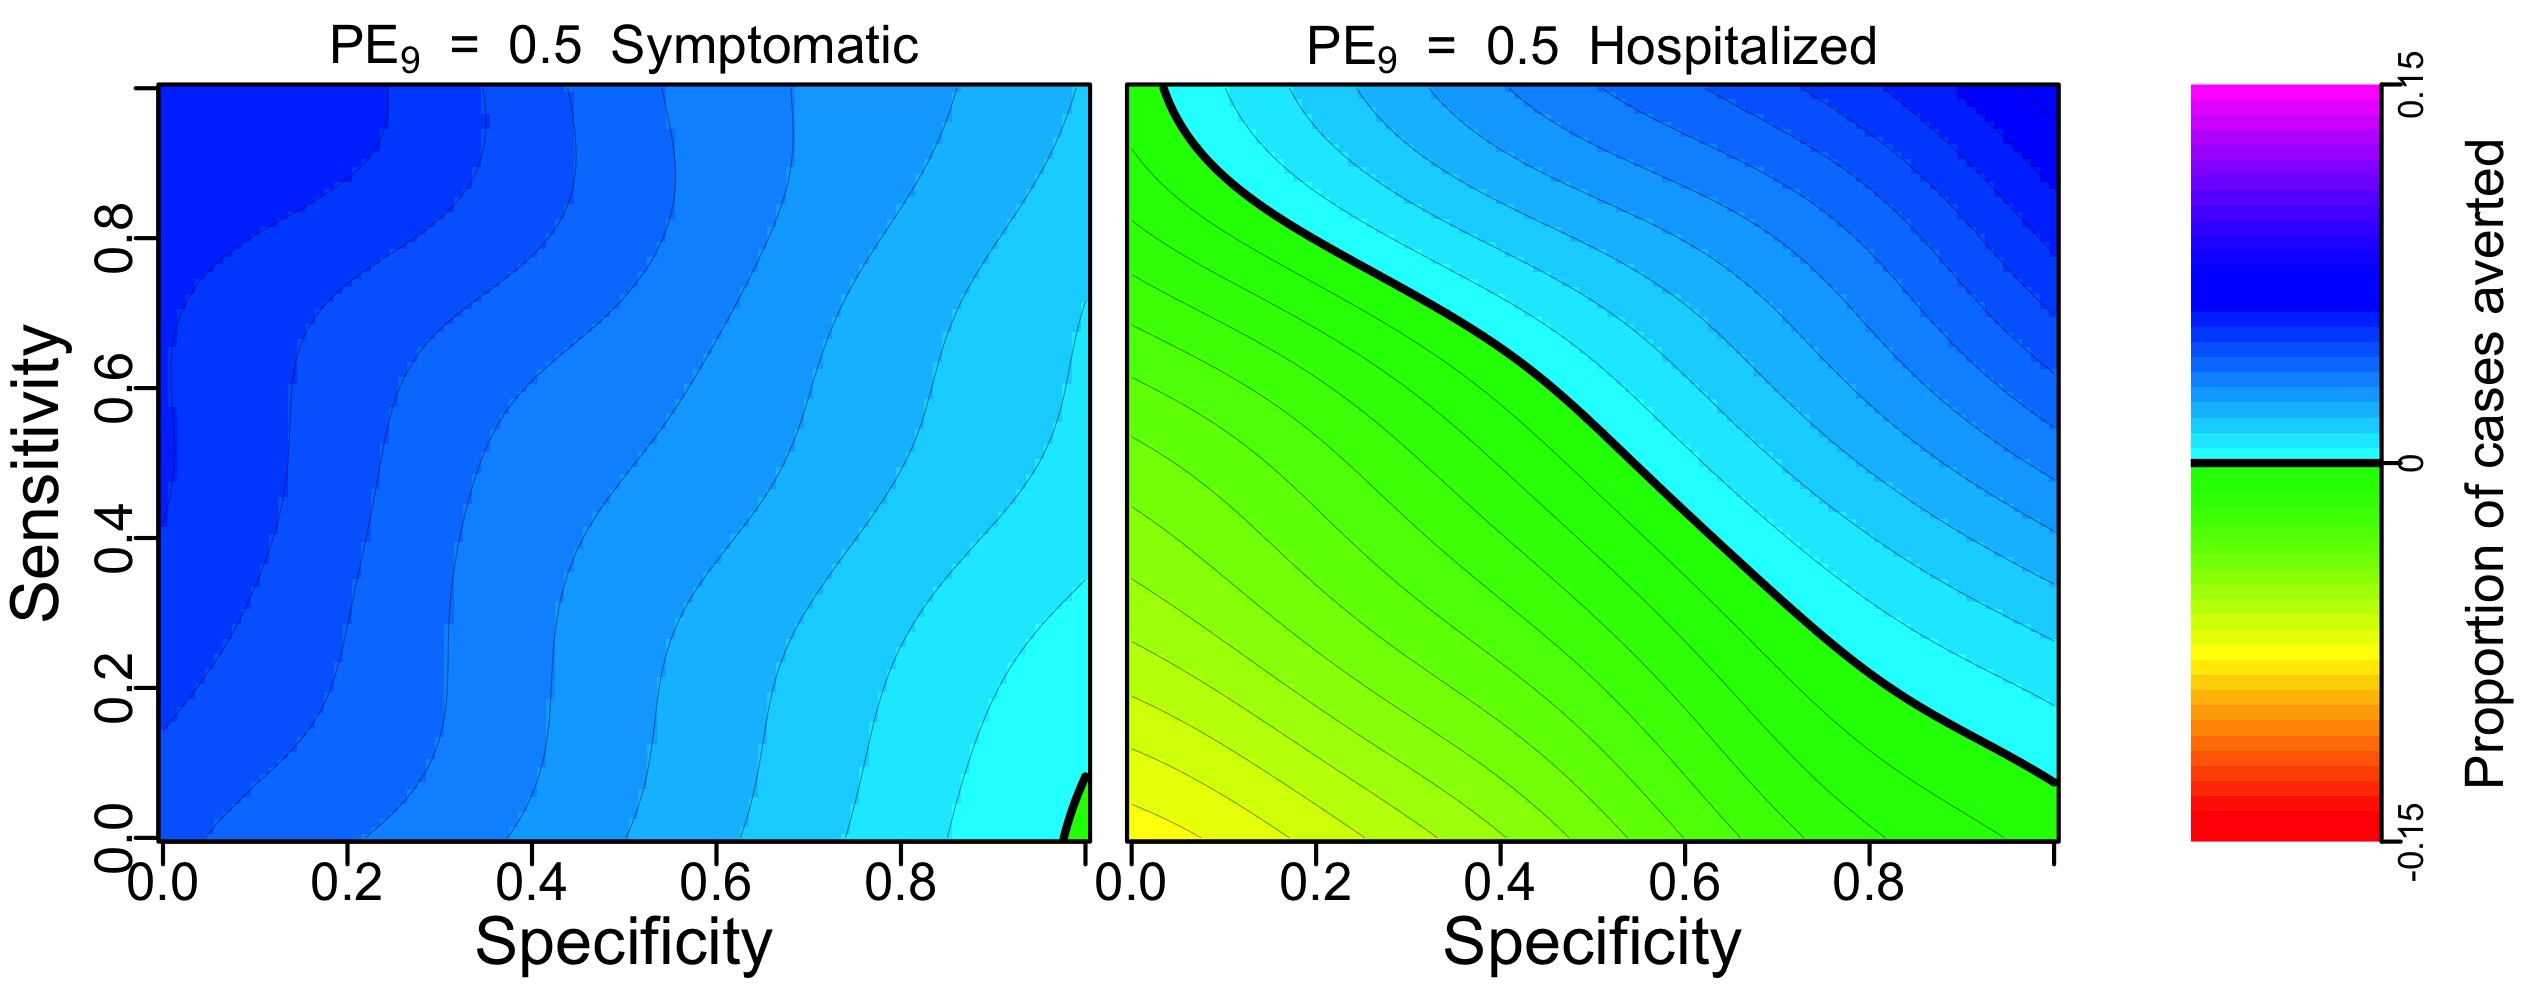 PE₉ = 0.5 Symptomatic
PE₉ = 0.5 Hospitalized
Sensitivity
0.0 0.2 0.4 0.6 0.8
0.0 0.2 0.4 0.6 0.8
0.0 0.2 0.4 0.6 0.8
Specificity
Specificity
-0.15 0 0.15
Proportion of cases averted